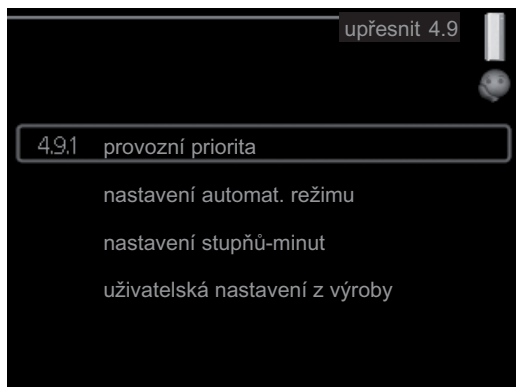 upřesnit 4.9
4.9.1 provozní priorita
nastavení automat. režimu
nastavení stupňů-minut
uživatelská nastavení z výroby